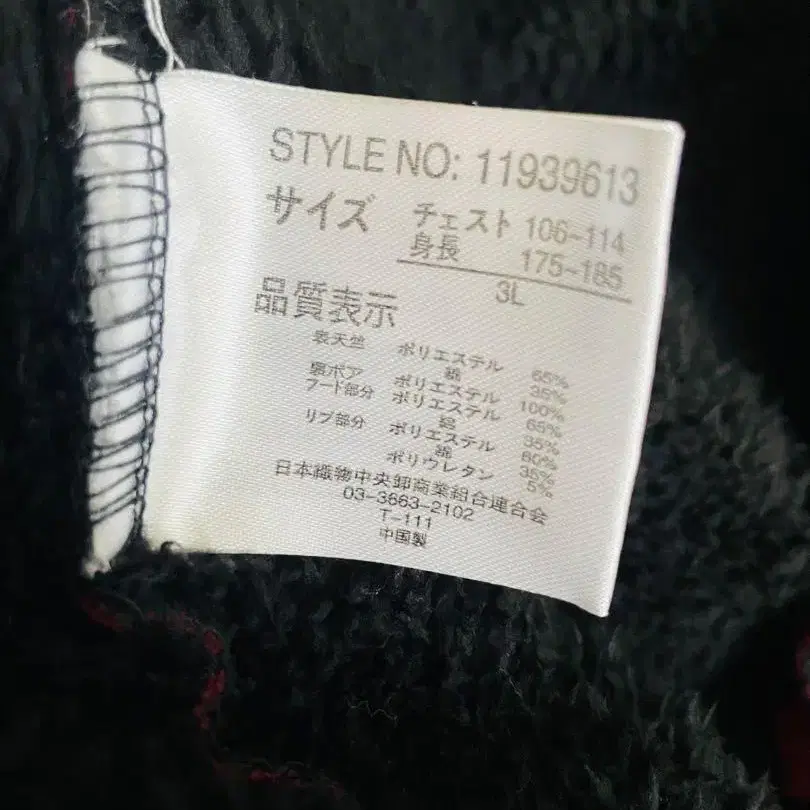 STYLE NO: 11939613
サイズ チェスト 106~114
身長 175~185
3L
品質表示
表天竺 ポリエステル 65%
綿 35%
裏ボア ポリエステル 100%
フード部分 ポリエステル 65%
綿 35%
リブ部分 ポリエステル 60%
綿 35%
ポリウレタン 5%
日本織物中央卸商業組合連合会
03-3663-2102
T-111
中国製